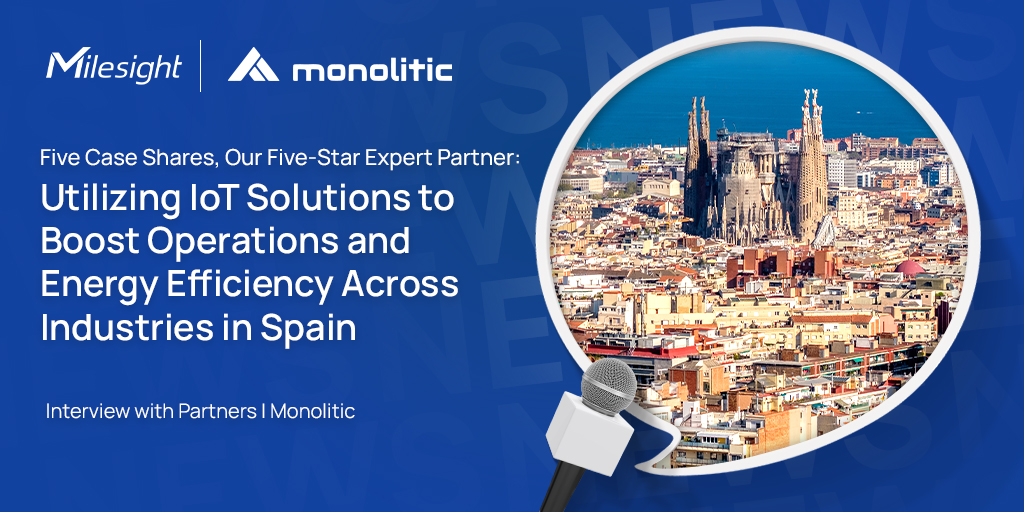 Milesight
monolitic
Five Case Shares, Our Five-Star Expert Partner:
Utilizing IoT Solutions to
Boost Operations and
Energy Efficiency Across
Industries in Spain
Interview with Partners | Monolitic
NEWS